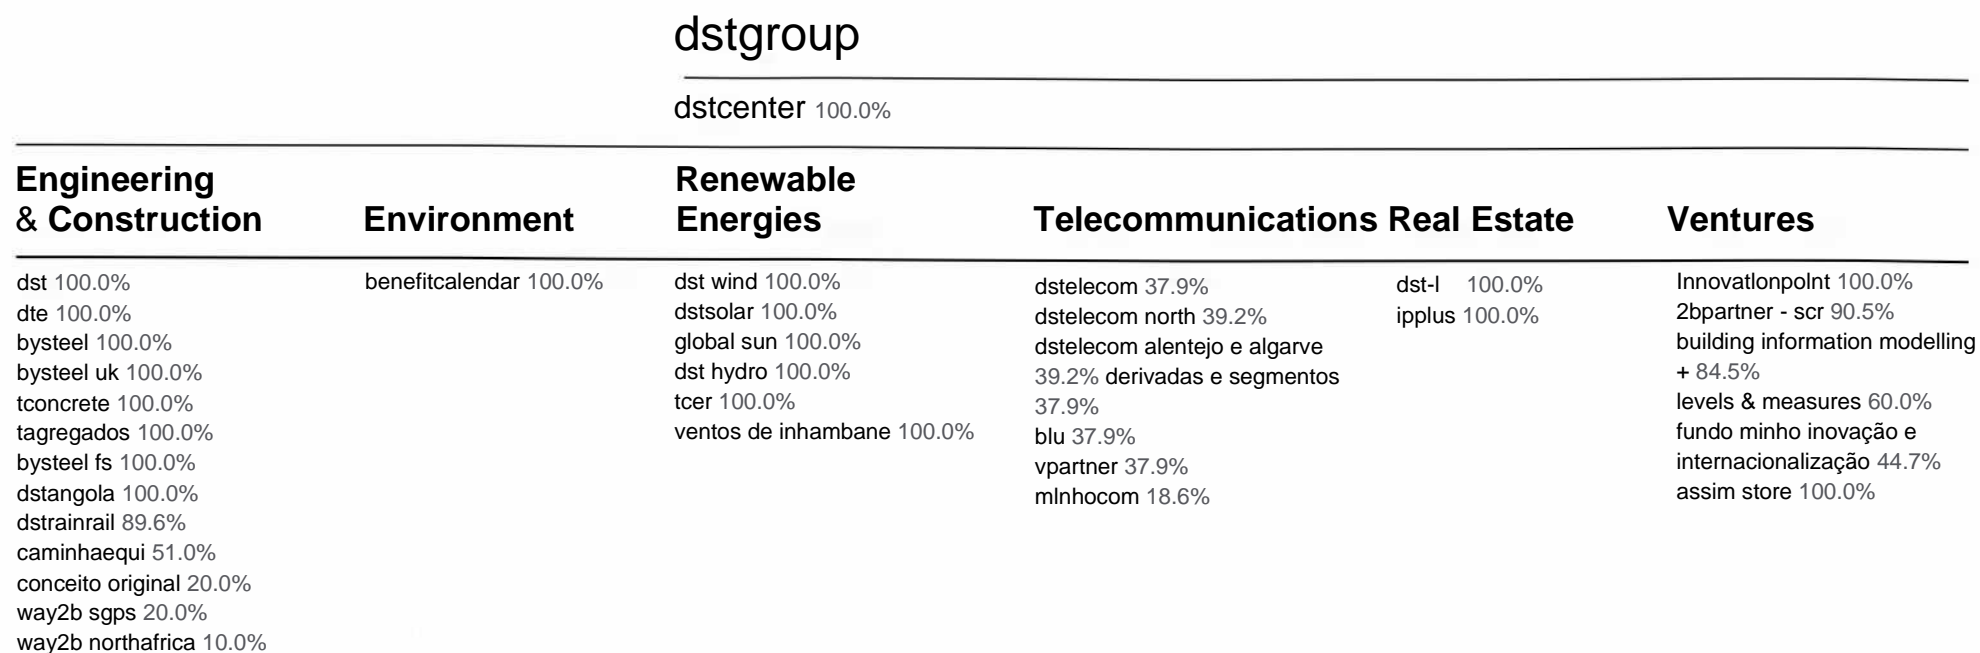 dstgroup
dstcenter 100.0%
Engineering
& Construction
Environment
Renewable
Energies
Telecommunications
Real Estate
Ventures
dst 100.0%
dte 100.0%
bysteel 100.0%
bysteel uk 100.0%
tconcrete 100.0%
tagregados 100.0%
bysteel fs 100.0%
dstangola 100.0%
dstrainrail 89.6%
caminhaequi 51.0%
conceito original 20.0%
way2b sgps 20.0%
way2b northafrica 10.0%
benefitcalendar 100.0%
dst wind 100.0%
dstsolar 100.0%
global sun 100.0%
dst hydro 100.0%
tcer 100.0%
ventos de inhambane 100.0%
dstelecom 37.9%
dstelecom north 39.2%
dstelecom alentejo e algarve
39.2% derivadas e segmentos
37.9%
blu 37.9%
vpartner 37.9%
mlnhocom 18.6%
dst-l 100.0%
ipplus 100.0%
Innovatlonpolnt 100.0%
2bpartner - scr 90.5%
building information modelling
+ 84.5%
levels & measures 60.0%
fundo minho inovação e
internacionalização 44.7%
assim store 100.0%